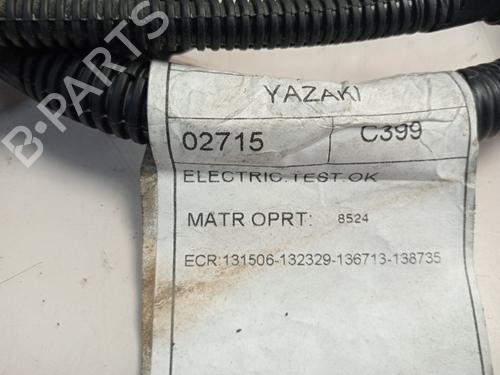 YAZAKI
02715 C399
ELECTRIC.TEST.OK
MATR OPRT: 8524
ECR:131506-132329-136713-138735
B-PARTS